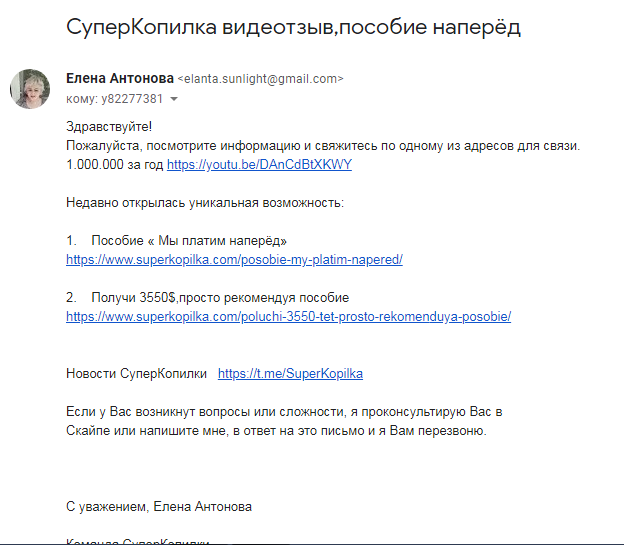 СуперКопилка видеотзыв,пособие наперёд
Елена Антонова <elanta.sunlight@gmail.com>
кому: y82277381
Здравствуйте!
Пожалуйста, посмотрите информацию и свяжитесь по одному из адресов для связи.
1.000.000 за год https://youtu.be/DAnCdBtXKWY
Недавно открылась уникальная возможность:
1. Пособие « Мы платим наперёд»
https://www.superkopilka.com/posobie-my-platim-napered/
2. Получи 3550$,просто рекомендуя пособие
https://www.superkopilka.com/poluchi-3550-tet-prosto-rekomenduya-posobie/
Новости СуперКопилки https://t.me/SuperKopilka
Если у Вас возникнут вопросы или сложности, я проконсультирую Вас в
Скайпе или напишите мне, в ответ на это письмо и я Вам перезвоню.
С уважением, Елена Антонова
Команда СуперКопилки